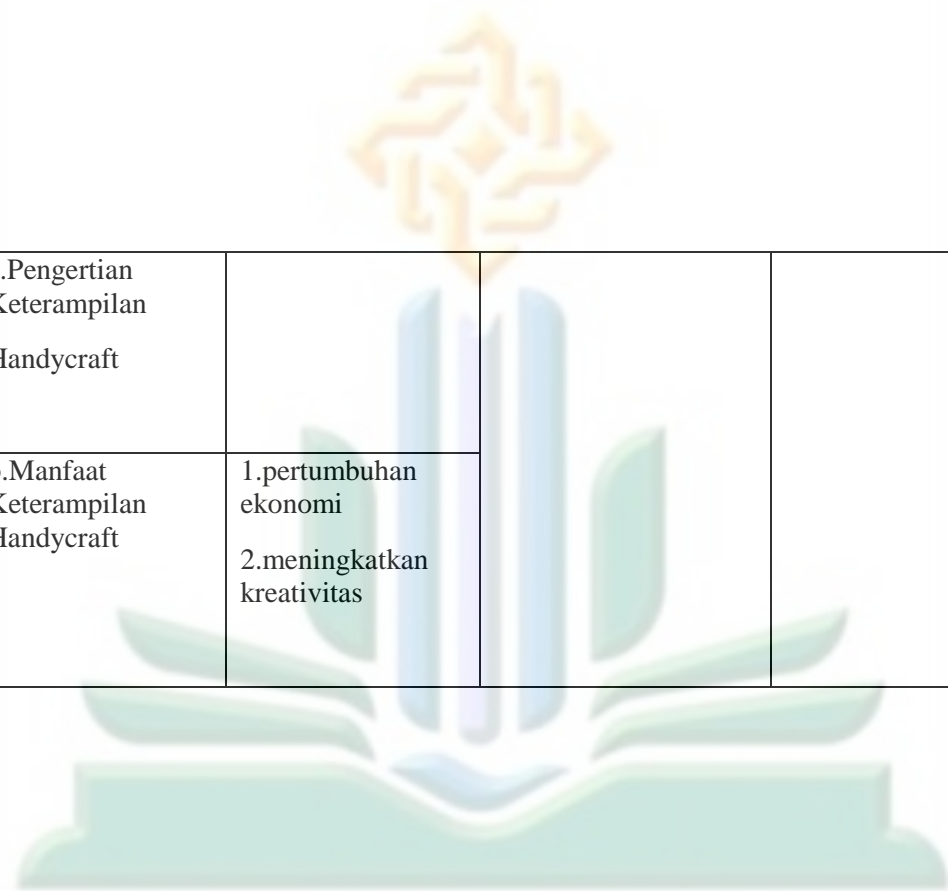 .Pengertian
Keterampilan
Handycraft
.Manfaat
Keterampilan
Handycraft
1.pertumbuhan
ekonomi
2.meningkatkan
kreativitas